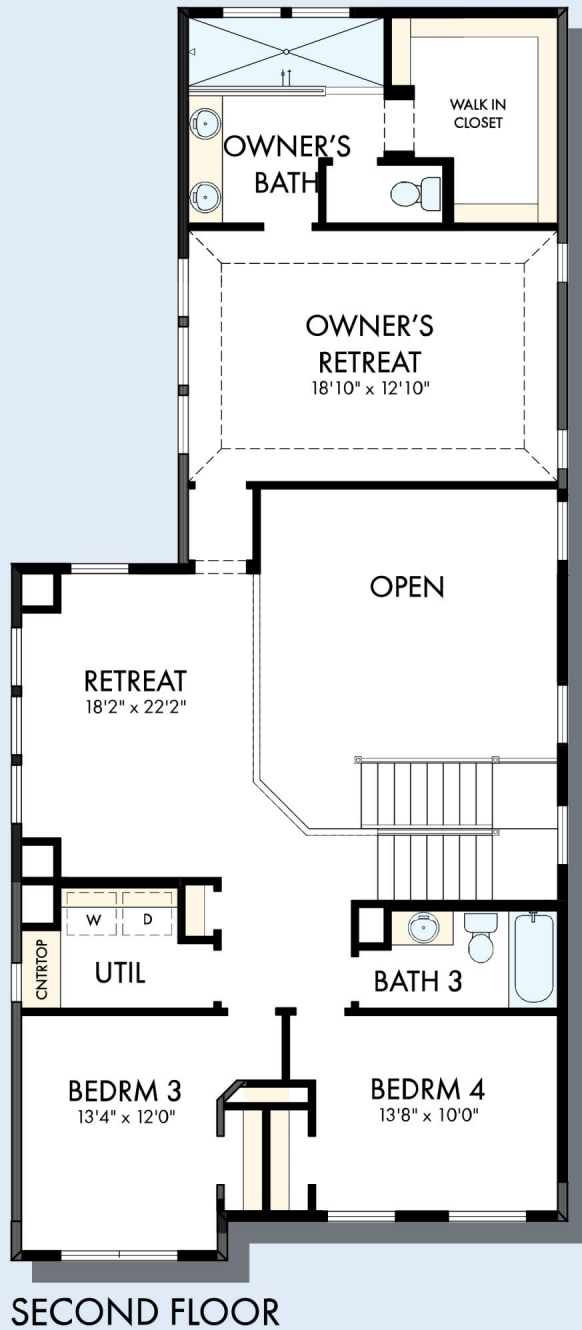 WALK IN
CLOSET
OWNER'S
BATH
OWNER'S
RETREAT
18'10" x 12'10"
OPEN
RETREAT
18'2" x 22'2"
W
D
CNTRTOP
UTIL
BATH 3
BEDRM 3
13'4" x 12'0"
BEDRM 4
13'8" x 10'0"
SECOND FLOOR